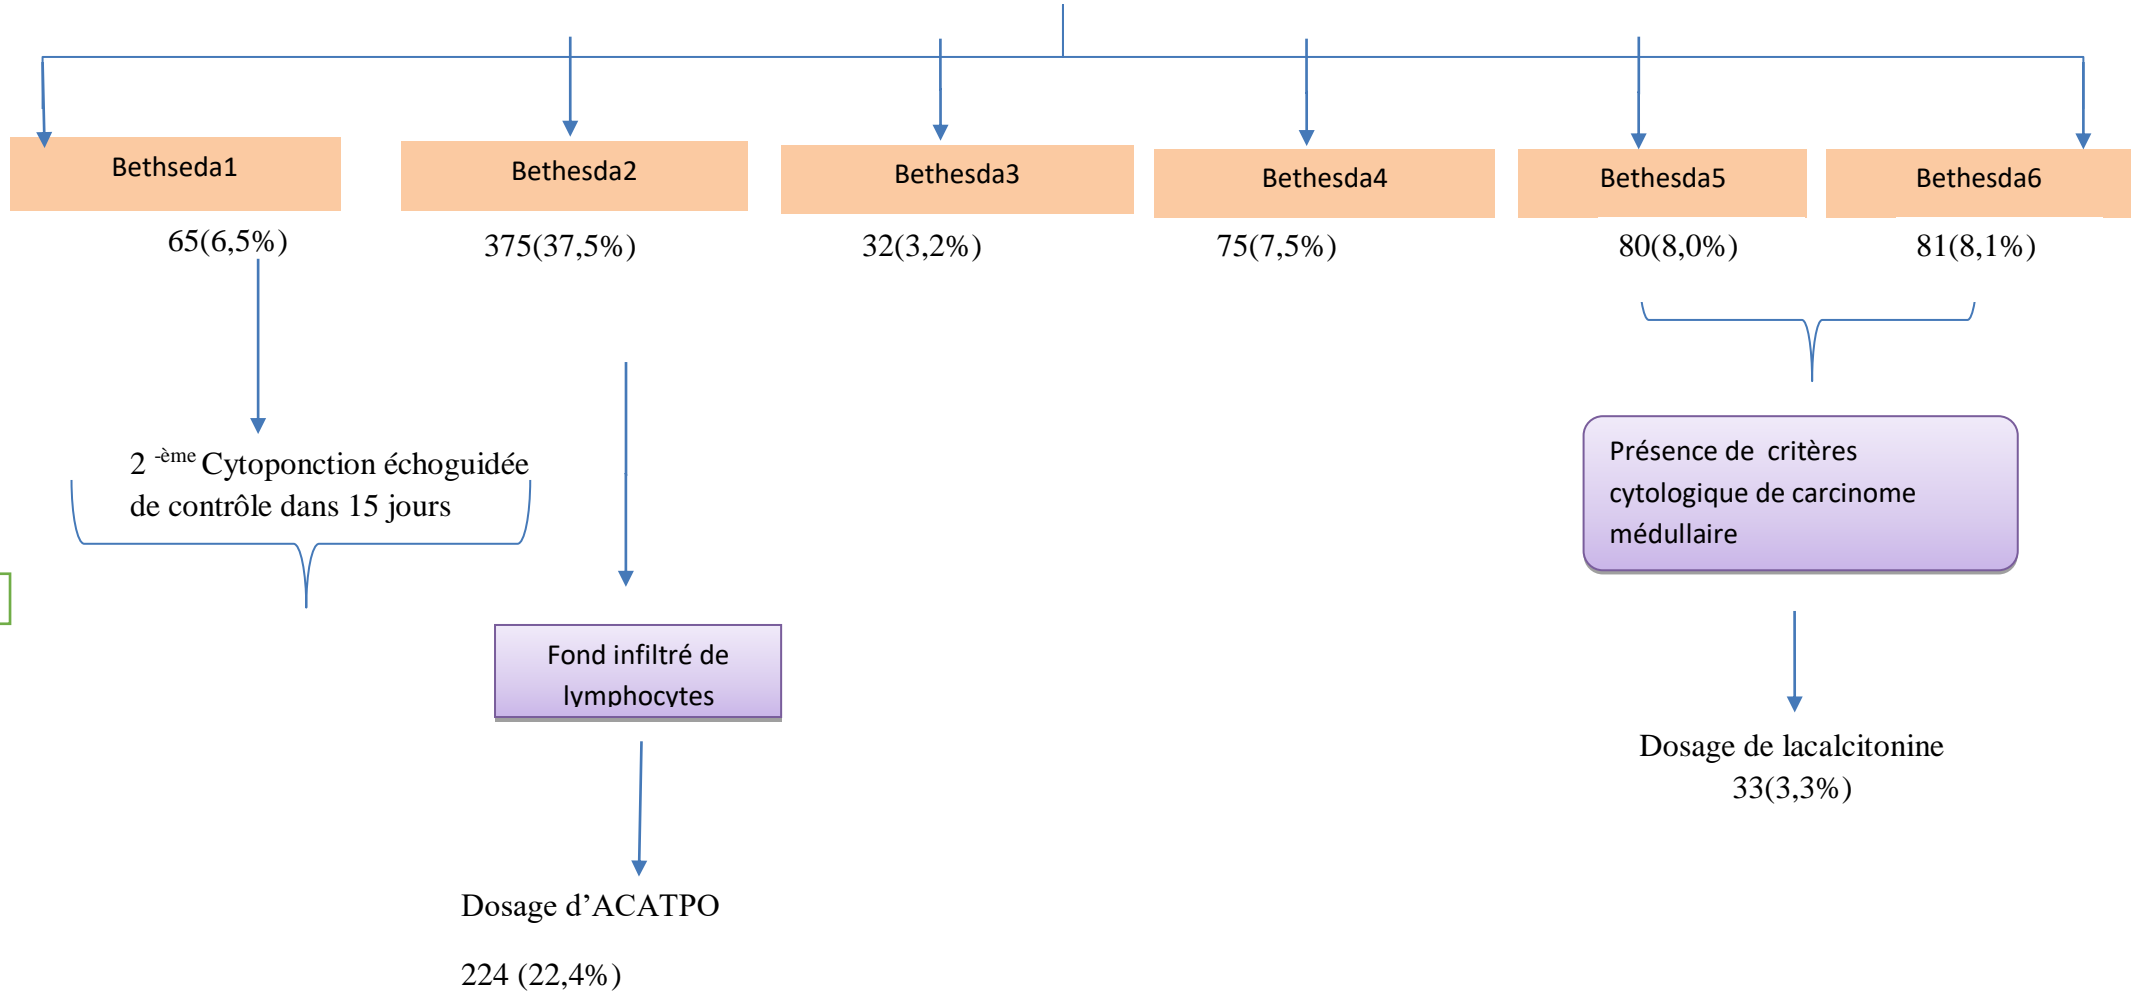 Bethseda1
Bethesda2
Bethesda3
Bethesda4
Bethesda5
Bethesda6
65(6,5%)
375(37,5%)
32(3,2%)
75(7,5%)
80(8,0%)
81(8,1%)
2 -ème Cytoponction échoguidée
de contrôle dans 15 jours
Présence de critères
cytologique de carcinome
médullaire
Fond infiltré de
lymphocytes
Dosage de lacalcitonine
33(3,3%)
Dosage d’ACATPO
224 (22,4%)